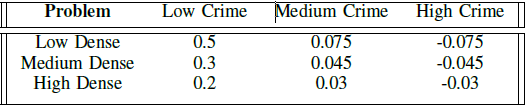 Problem Low Crime Medium Crime High Crime
Low Dense 0.5 0.075 -0.075
Medium Dense 0.3 0.045 -0.045
High Dense 0.2 0.03 -0.03